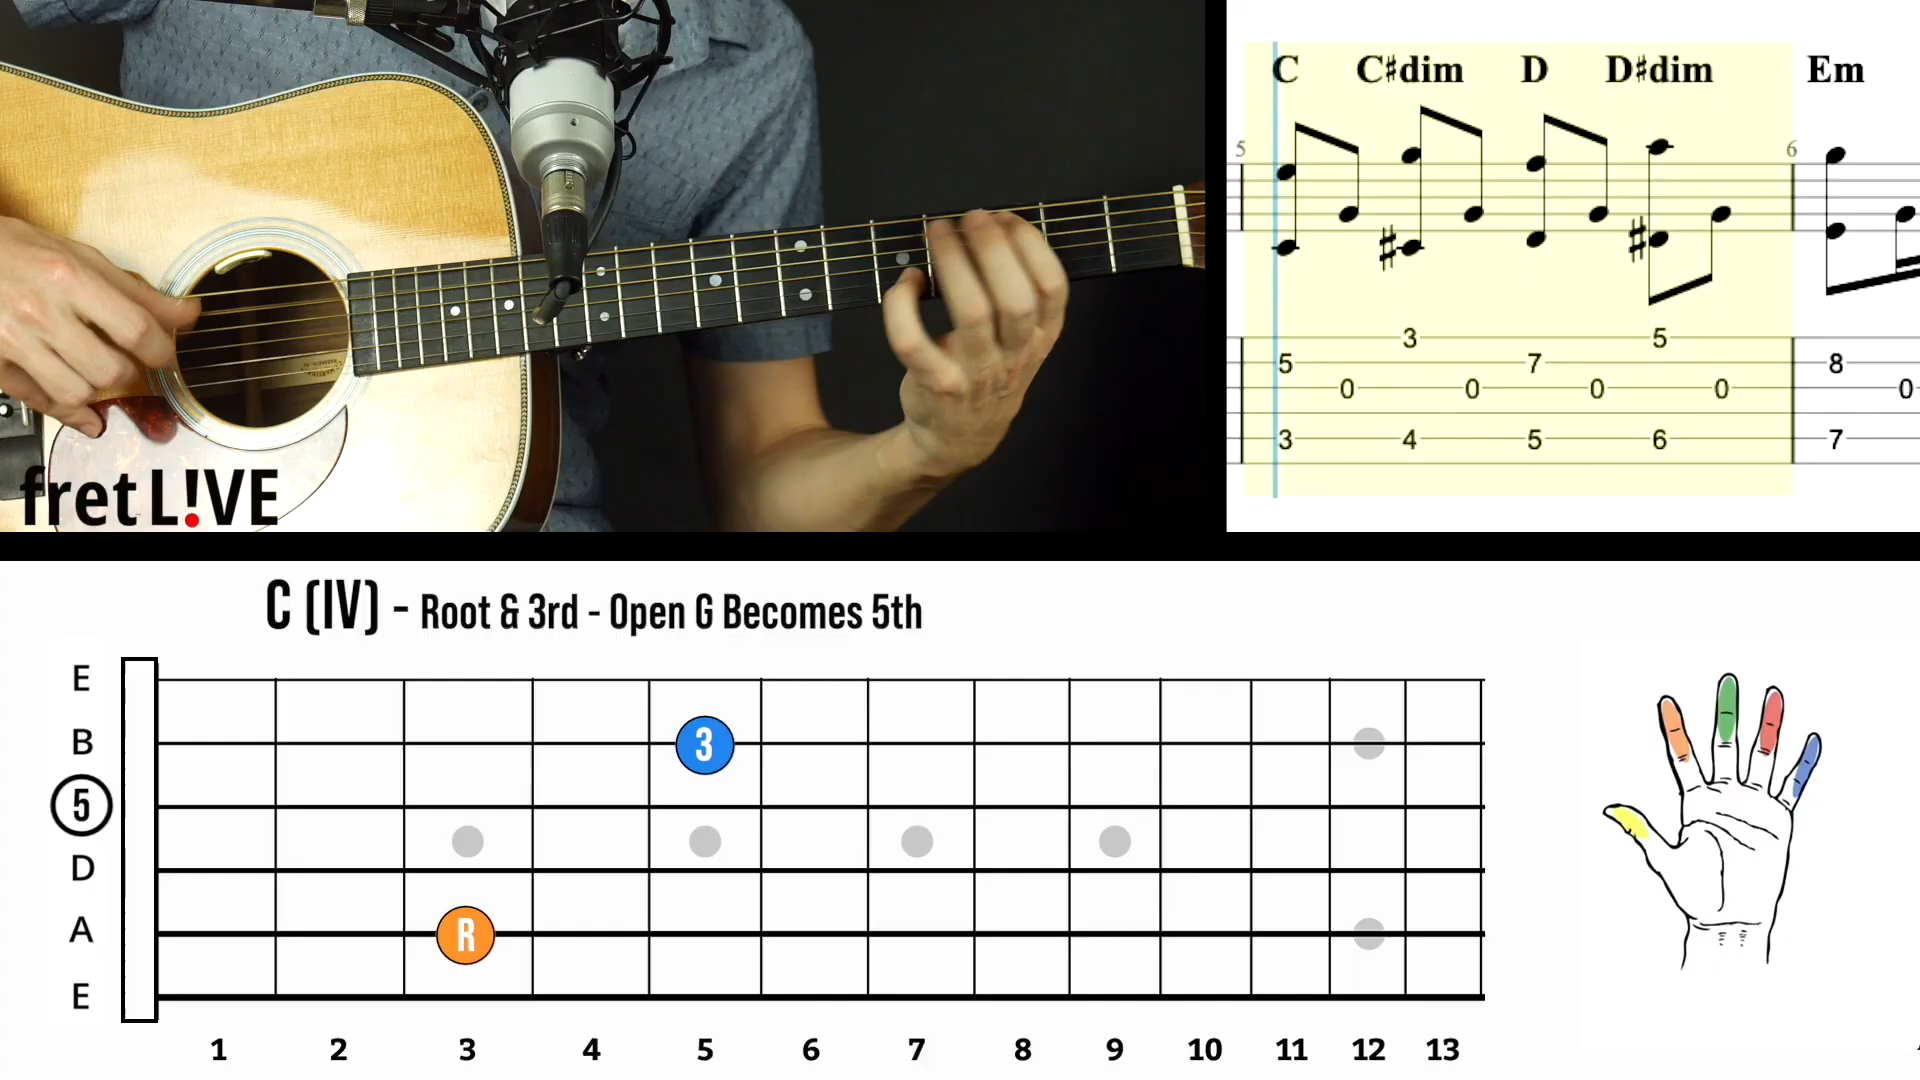 C C♯dim D D♯dim Em
5 6
3 5
5 7 8
0 0 0 0 0
3 4 5 6 7
fret L!VE
C (IV) - Root & 3rd - Open G Becomes 5th
E
B 3
5
D
A R
E
1 2 3 4 5 6 7 8 9 10 11 12 13